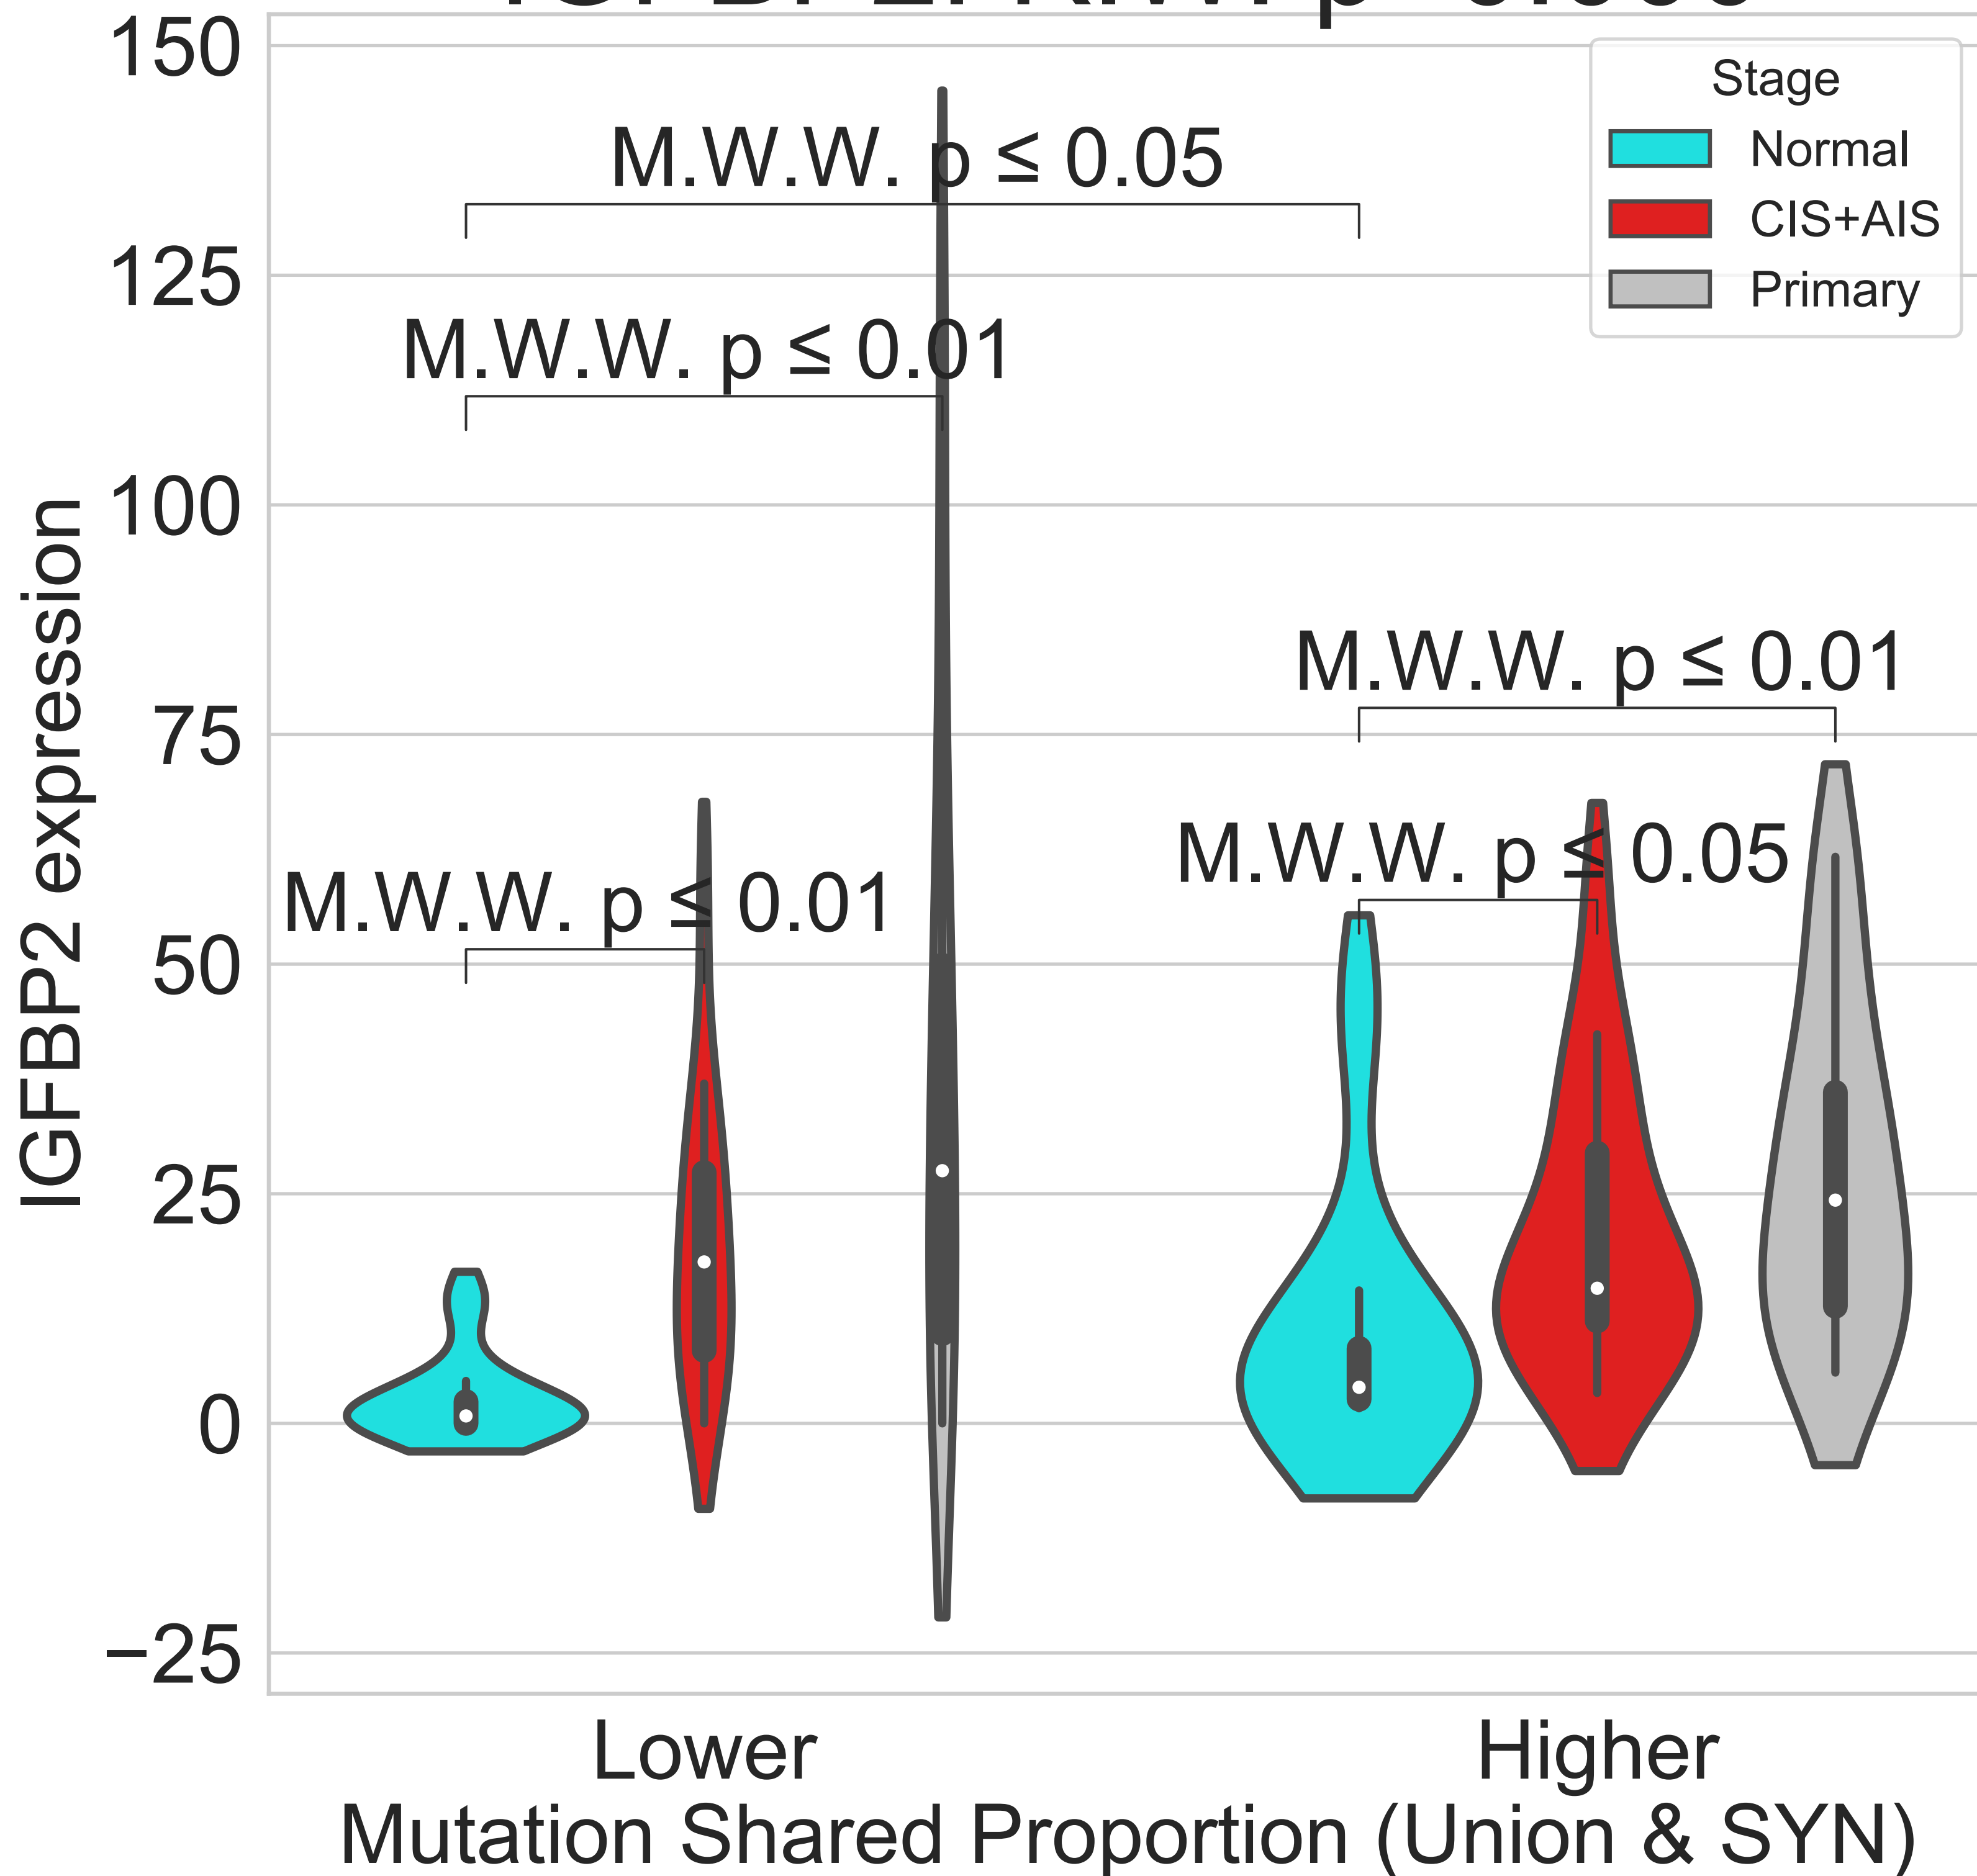 150
125
100
75
50
25
0
−25
IGFBP2 expression
Stage
Normal
CIS+AIS
Primary
M.W.W. p ≤ 0.05
M.W.W. p ≤ 0.01
M.W.W. p ≤ 0.01
M.W.W. p ≤ 0.01
M.W.W. p ≤ 0.05
Lower
Higher
Mutation Shared Proportion (Union & SYN)